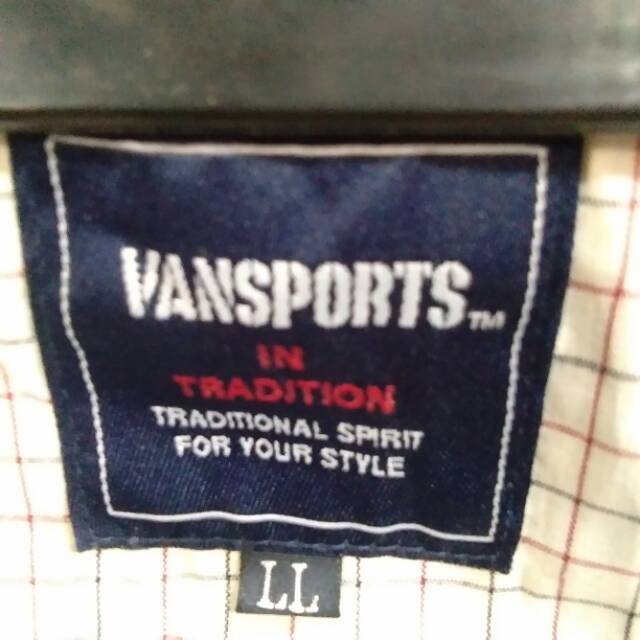 VANSPORTS™
IN
TRADITION
TRADITIONAL SPIRIT
FOR YOUR STYLE
LL